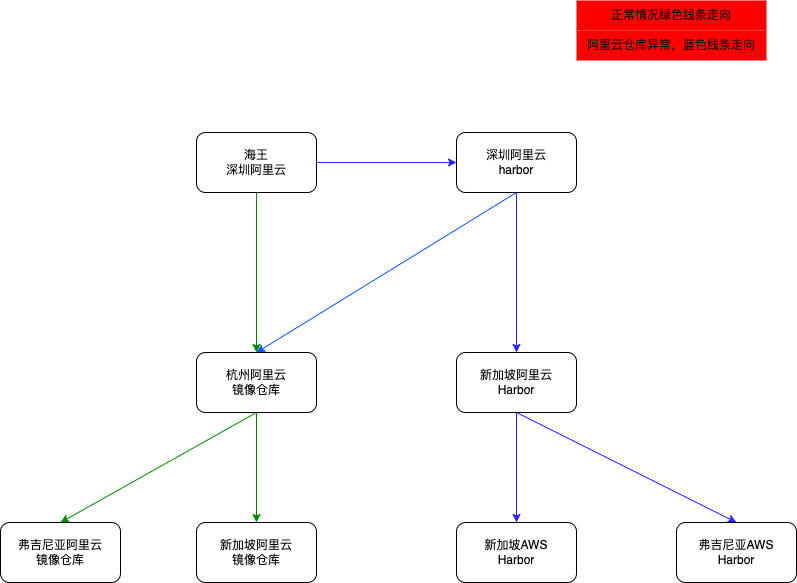 正常情况绿色线条走向
阿里云仓库异常，蓝色线条走向
海王
深圳阿里云
深圳阿里云
harbor
杭州阿里云
镜像仓库
新加坡阿里云
Harbor
弗吉尼亚阿里云
镜像仓库
新加坡阿里云
镜像仓库
新加坡AWS
Harbor
弗吉尼亚AWS
Harbor